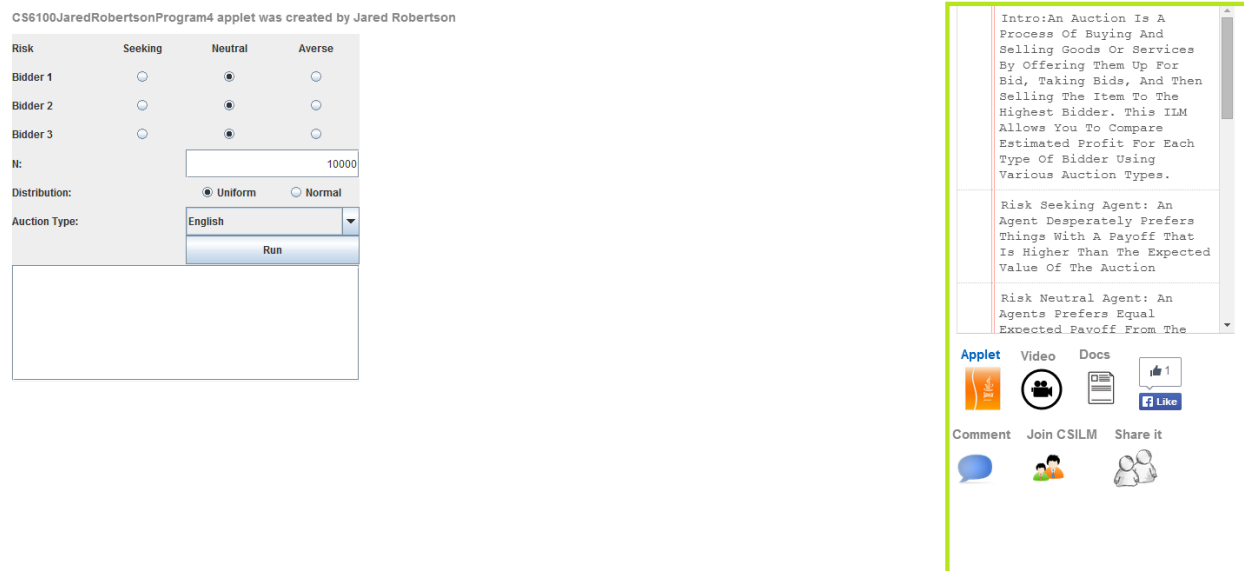 CS6100JaredRobertsonProgram4 applet was created by Jared Robertson
Risk Seeking Neutral Averse
Bidder 1
Bidder 2
Bidder 3
N: 10000
Distribution: Uniform Normal
Auction Type: English
Run
Intro:An Auction Is A
Process Of Buying And
Selling Goods Or Services
By Offering Them Up For
Bid, Taking Bids, And Then
Selling The Item To The
Highest Bidder. This ILM
Allows You To Compare
Estimated Profit For Each
Type Of Bidder Using
Various Auction Types.
Risk Seeking Agent: An
Agent Desperately Prefers
Things With A Payoff That
Is Higher Than The Expected
Value Of The Auction
Risk Neutral Agent: An
Agents Prefers Equal
Expected Payoff From The
Applet Video Docs
1
Like
Comment Join CSILM Share it